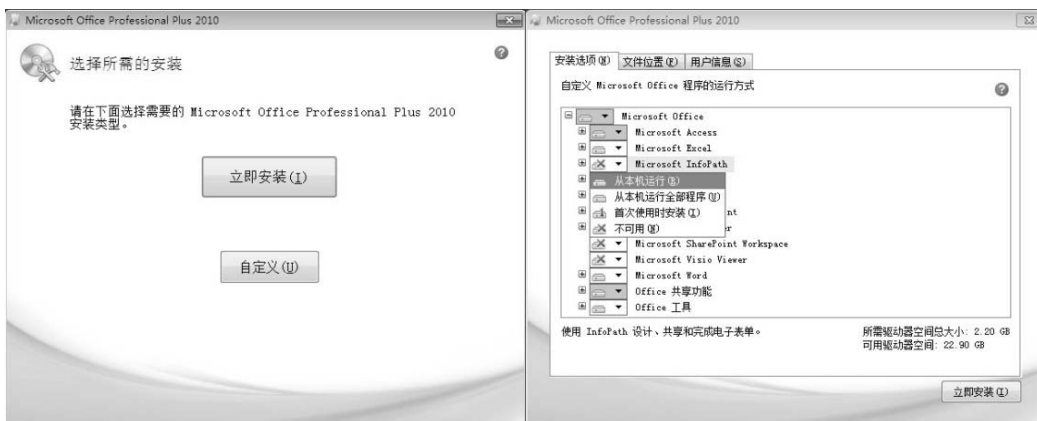 Microsoft Office Professional Plus 2010
选择所需的安装
请在下面选择需要的 Microsoft Office Professional Plus 2010
安装类型。
立即安装(I)
自定义(U)
Microsoft Office Professional Plus 2010
安装选项(N) 文件位置(F) 用户信息(S)
自定义 Microsoft Office 程序的运行方式
Microsoft Office
Microsoft Access
Microsoft Excel
Microsoft InfoPath
从本机运行(R)
从本机运行全部程序(U)
首次使用时安装(I) nt
不可用(N) r
Microsoft SharePoint Workspace
Microsoft Visio Viewer
Microsoft Word
Office 共享功能
Office 工具
使用 InfoPath 设计、共享和完成电子表单。
所需驱动器空间总大小: 2.20 GB
可用驱动器空间: 22.90 GB
立即安装(I)